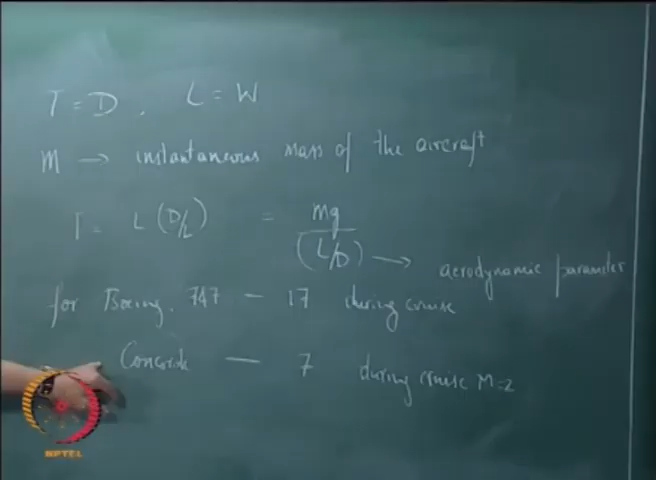 T = D , L = W
M → instantaneous mass of the aircraft
T = L (D/L) = mg / (L/D) → aerodynamic parameter
for Boeing 747 — 17 during cruise
Concorde — 7 during cruise M=2
NPTEL